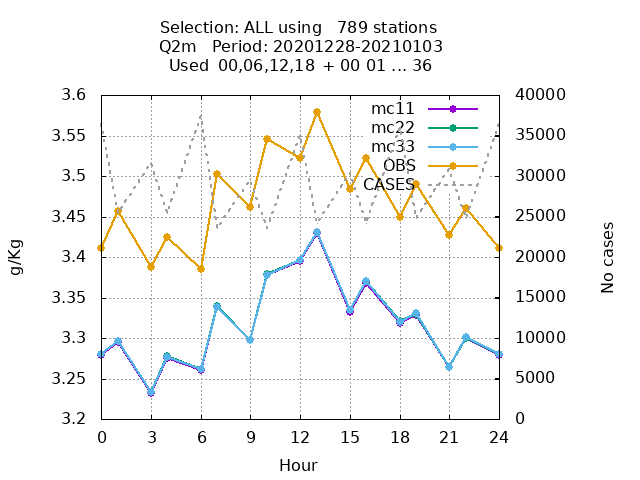 Selection: ALL using   789 stations
Q2m   Period: 20201228-20210103
Used  00,06,12,18  + 00 01 ... 36
3.6
3.55
3.5
3.45
3.4
3.35
3.3
3.25
3.2
g/Kg
mc11
mc22
mc33
OBS
CASES
40000
35000
30000
25000
20000
15000
10000
5000
0
No cases
0 3 6 9 12 15 18 21 24
Hour